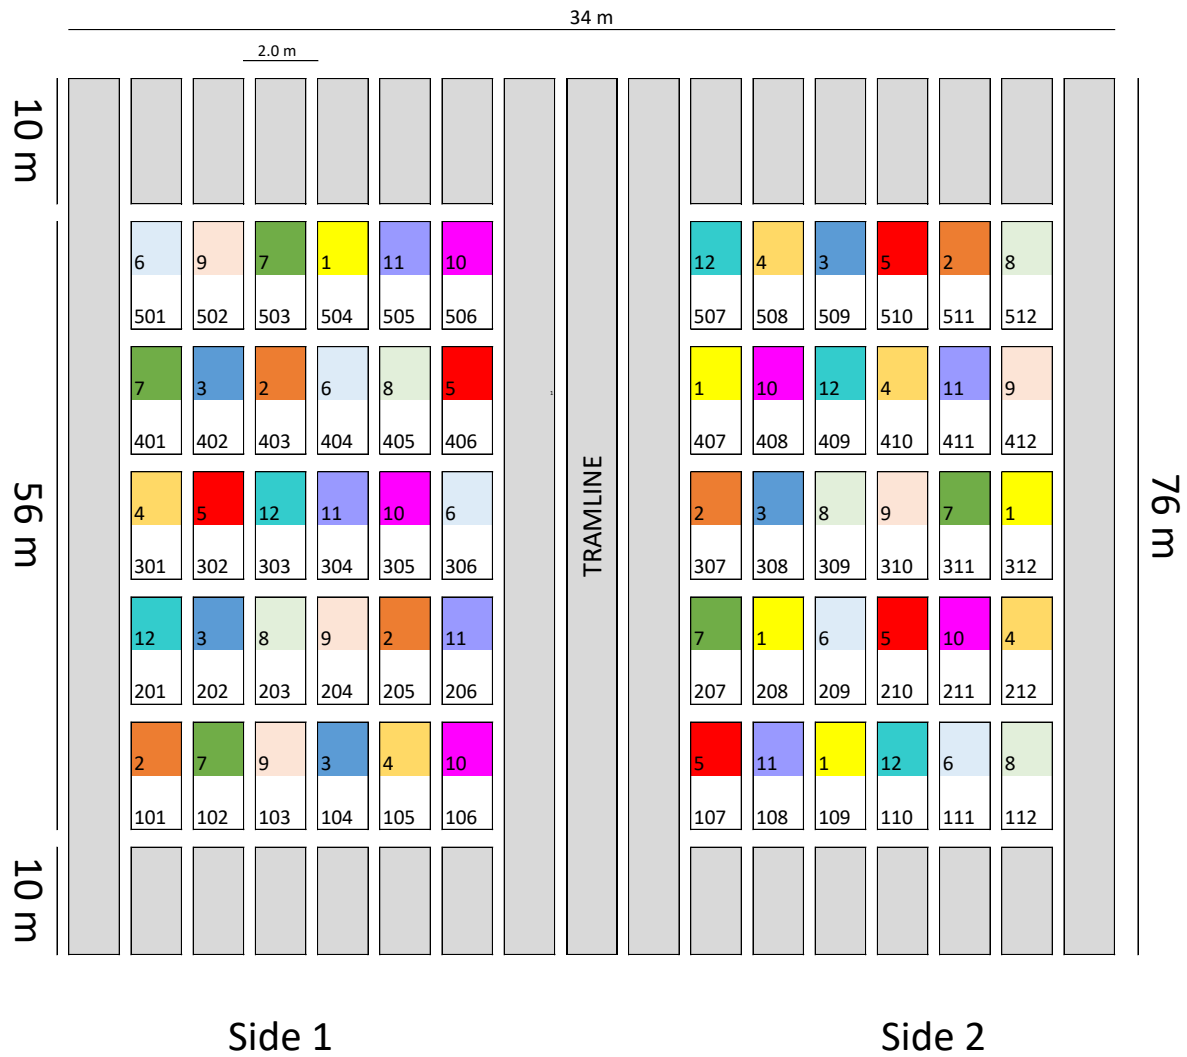 34 m
2.0 m
10 m
6 9 7 1 11 10 12 4 3 5 2 8
501 502 503 504 505 506 507 508 509 510 511 512
7 3 2 6 8 5 1 1 10 12 4 11 9
401 402 403 404 405 406 407 408 409 410 411 412
56 m
4 5 12 11 10 6 TRAMLINE 2 3 8 9 7 1
76 m
301 302 303 304 305 306 307 308 309 310 311 312
12 3 8 9 2 11 7 1 6 5 10 4
201 202 203 204 205 206 207 208 209 210 211 212
2 7 9 3 4 10 5 11 1 12 6 8
101 102 103 104 105 106 107 108 109 110 111 112
10 m
Side 1 Side 2